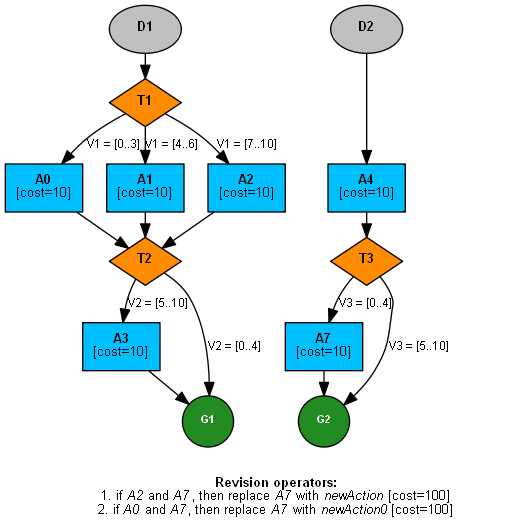 D1 D2
T1
V1 = [0..3] V1 = [4..6] V1 = [7..10]
A0 A1 A2 A4
[cost=10] [cost=10] [cost=10] [cost=10]
T2 T3
V2 = [5..10] V3 = [0..4]
A3 A7
[cost=10] [cost=10]
V2 = [0..4] V3 = [5..10]
G1 G2
Revision operators:
1. if A2 and A7, then replace A7 with newAction [cost=100]
2. if A0 and A7, then replace A7 with newAction0 [cost=100]